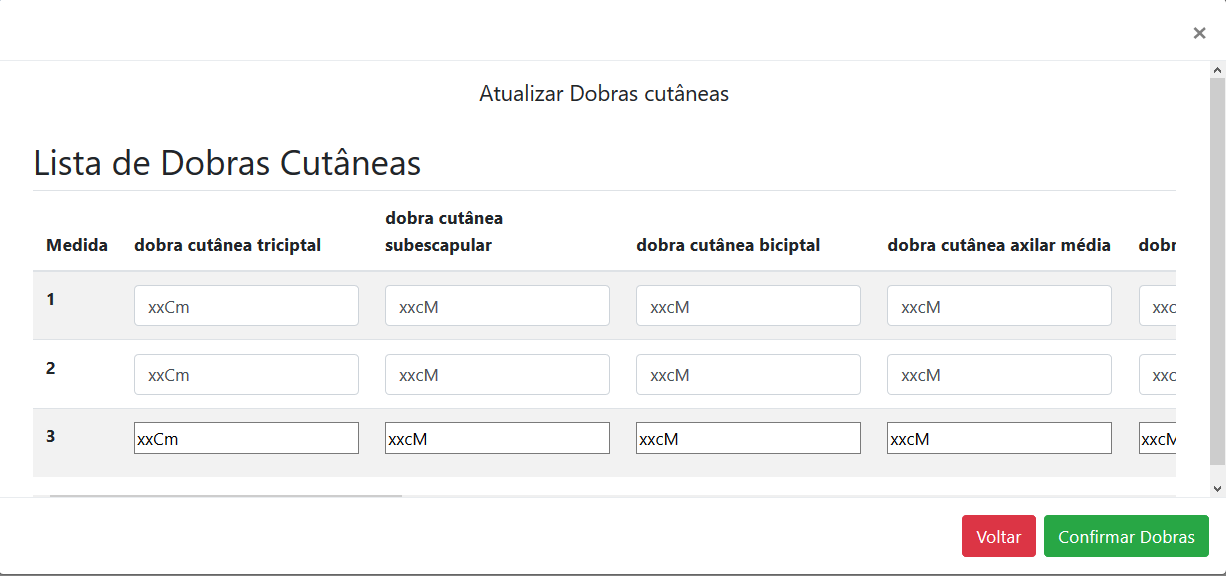 ×
Atualizar Dobras cutâneas
Lista de Dobras Cutâneas
Medida dobra cutânea triciptal dobra cutânea subescapular dobra cutânea biciptal dobra cutânea axilar média dobr
1 xxCm xxcM xxcM xxcM xxc
2 xxCm xxcM xxcM xxcM xxc
3 xxCm xxcM xxcM xxcM xxcM
Voltar Confirmar Dobras